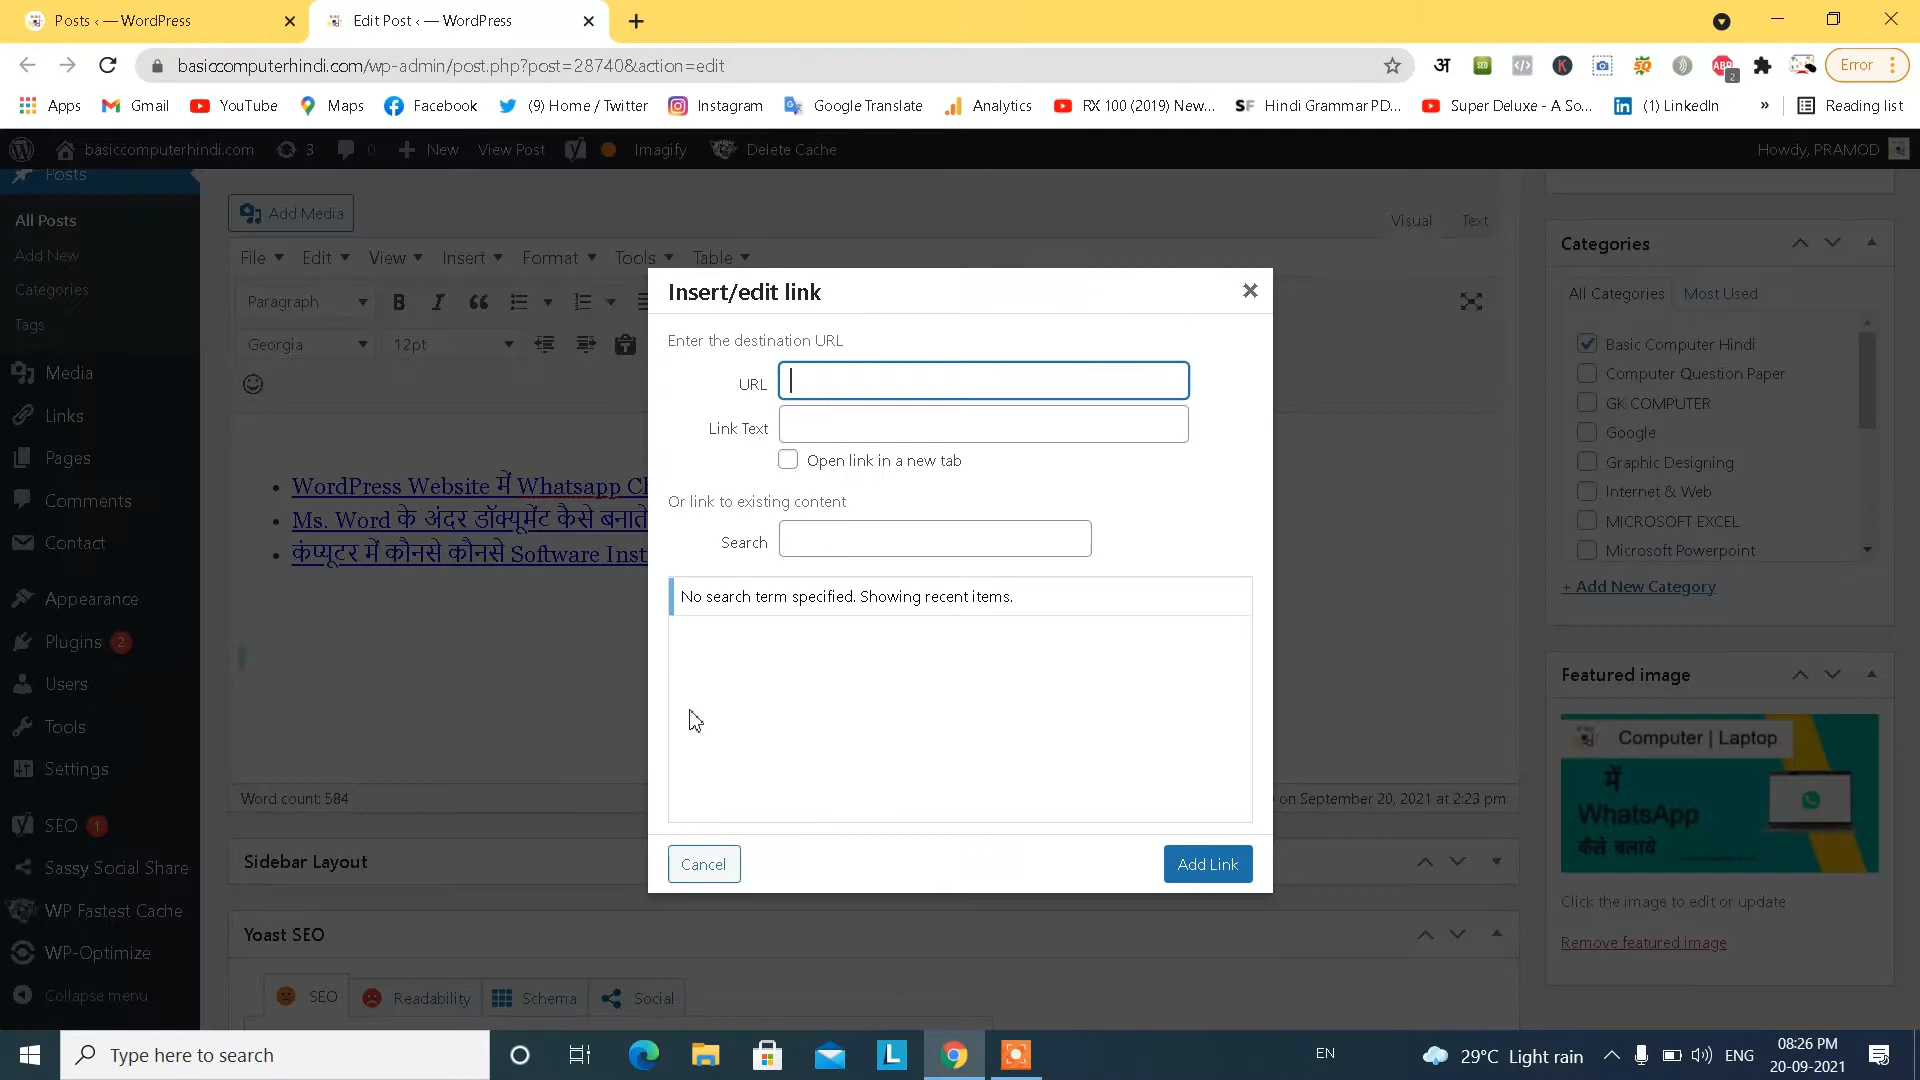 Posts ‹ — WordPress
Edit Post ‹ — WordPress
basiccomputerhindi.com/wp-admin/post.php?post=28740&action=edit
अ
SEO
K
ABP
2
Error
Apps
Gmail
YouTube
Maps
Facebook
(9) Home / Twitter
Instagram
Google Translate
Analytics
RX 100 (2019) New...
SF Hindi Grammar PD...
Super Deluxe - A So...
(1) LinkedIn
»
Reading list
basiccomputerhindi.com
3
0
New
View Post
Imagify
Delete Cache
Howdy, PRAMOD
Posts
All Posts
Add New
Categories
Tags
Media
Links
Pages
Comments
Contact
Appearance
Plugins 2
Users
Tools
Settings
SEO 1
Sassy Social Share
WP Fastest Cache
WP-Optimize
Collapse menu
Add Media
Visual
Text
File
Edit
View
Insert
Format
Tools
Table
Paragraph
B
I
Georgia
12pt
WordPress Website में Whatsapp Ch
Ms. Word के अंदर डॉक्यूमेंट कैसे बनाते
कंप्यूटर में कौनसे कौनसे Software Inst
Word count: 584
on September 20, 2021 at 2:23 pm
Sidebar Layout
Yoast SEO
SEO
Readability
Schema
Social
Insert/edit link
Enter the destination URL
URL
Link Text
Open link in a new tab
Or link to existing content
Search
No search term specified. Showing recent items.
Cancel
Add Link
Categories
All Categories
Most Used
Basic Computer Hindi
Computer Question Paper
GK COMPUTER
Google
Graphic Designing
Internet & Web
MICROSOFT EXCEL
Microsoft Powerpoint
+ Add New Category
Featured image
Computer | Laptop
में
WhatsApp
कैसे चलाये
Click the image to edit or update
Remove featured image
Type here to search
L
EN
29°C Light rain
ENG
08:26 PM
20-09-2021